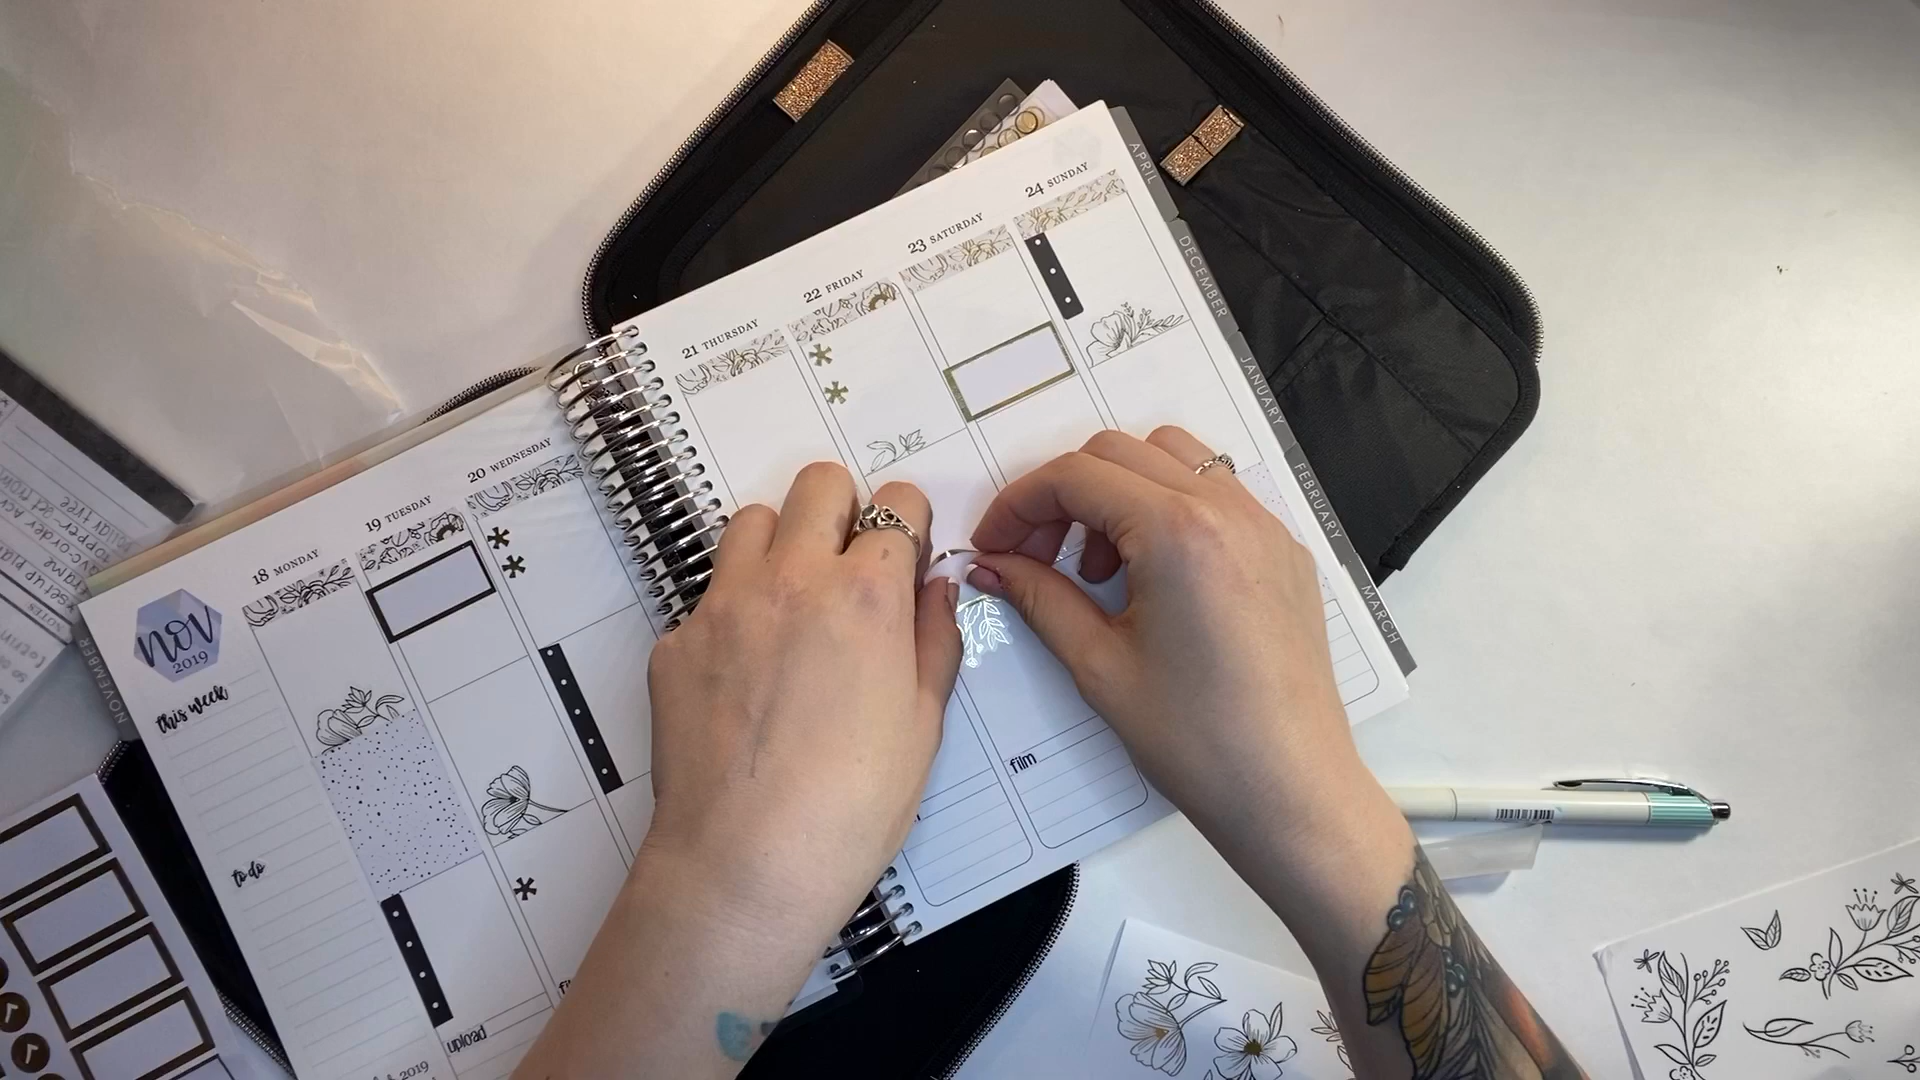 nov
2019
this week
to do
18 MONDAY
19 TUESDAY
20 WEDNESDAY
21 THURSDAY
22 FRIDAY
23 SATURDAY
24 SUNDAY
upload
film
2019
NOVEMBER
APRIL
DECEMBER
JANUARY
FEBRUARY
MARCH
NOTES